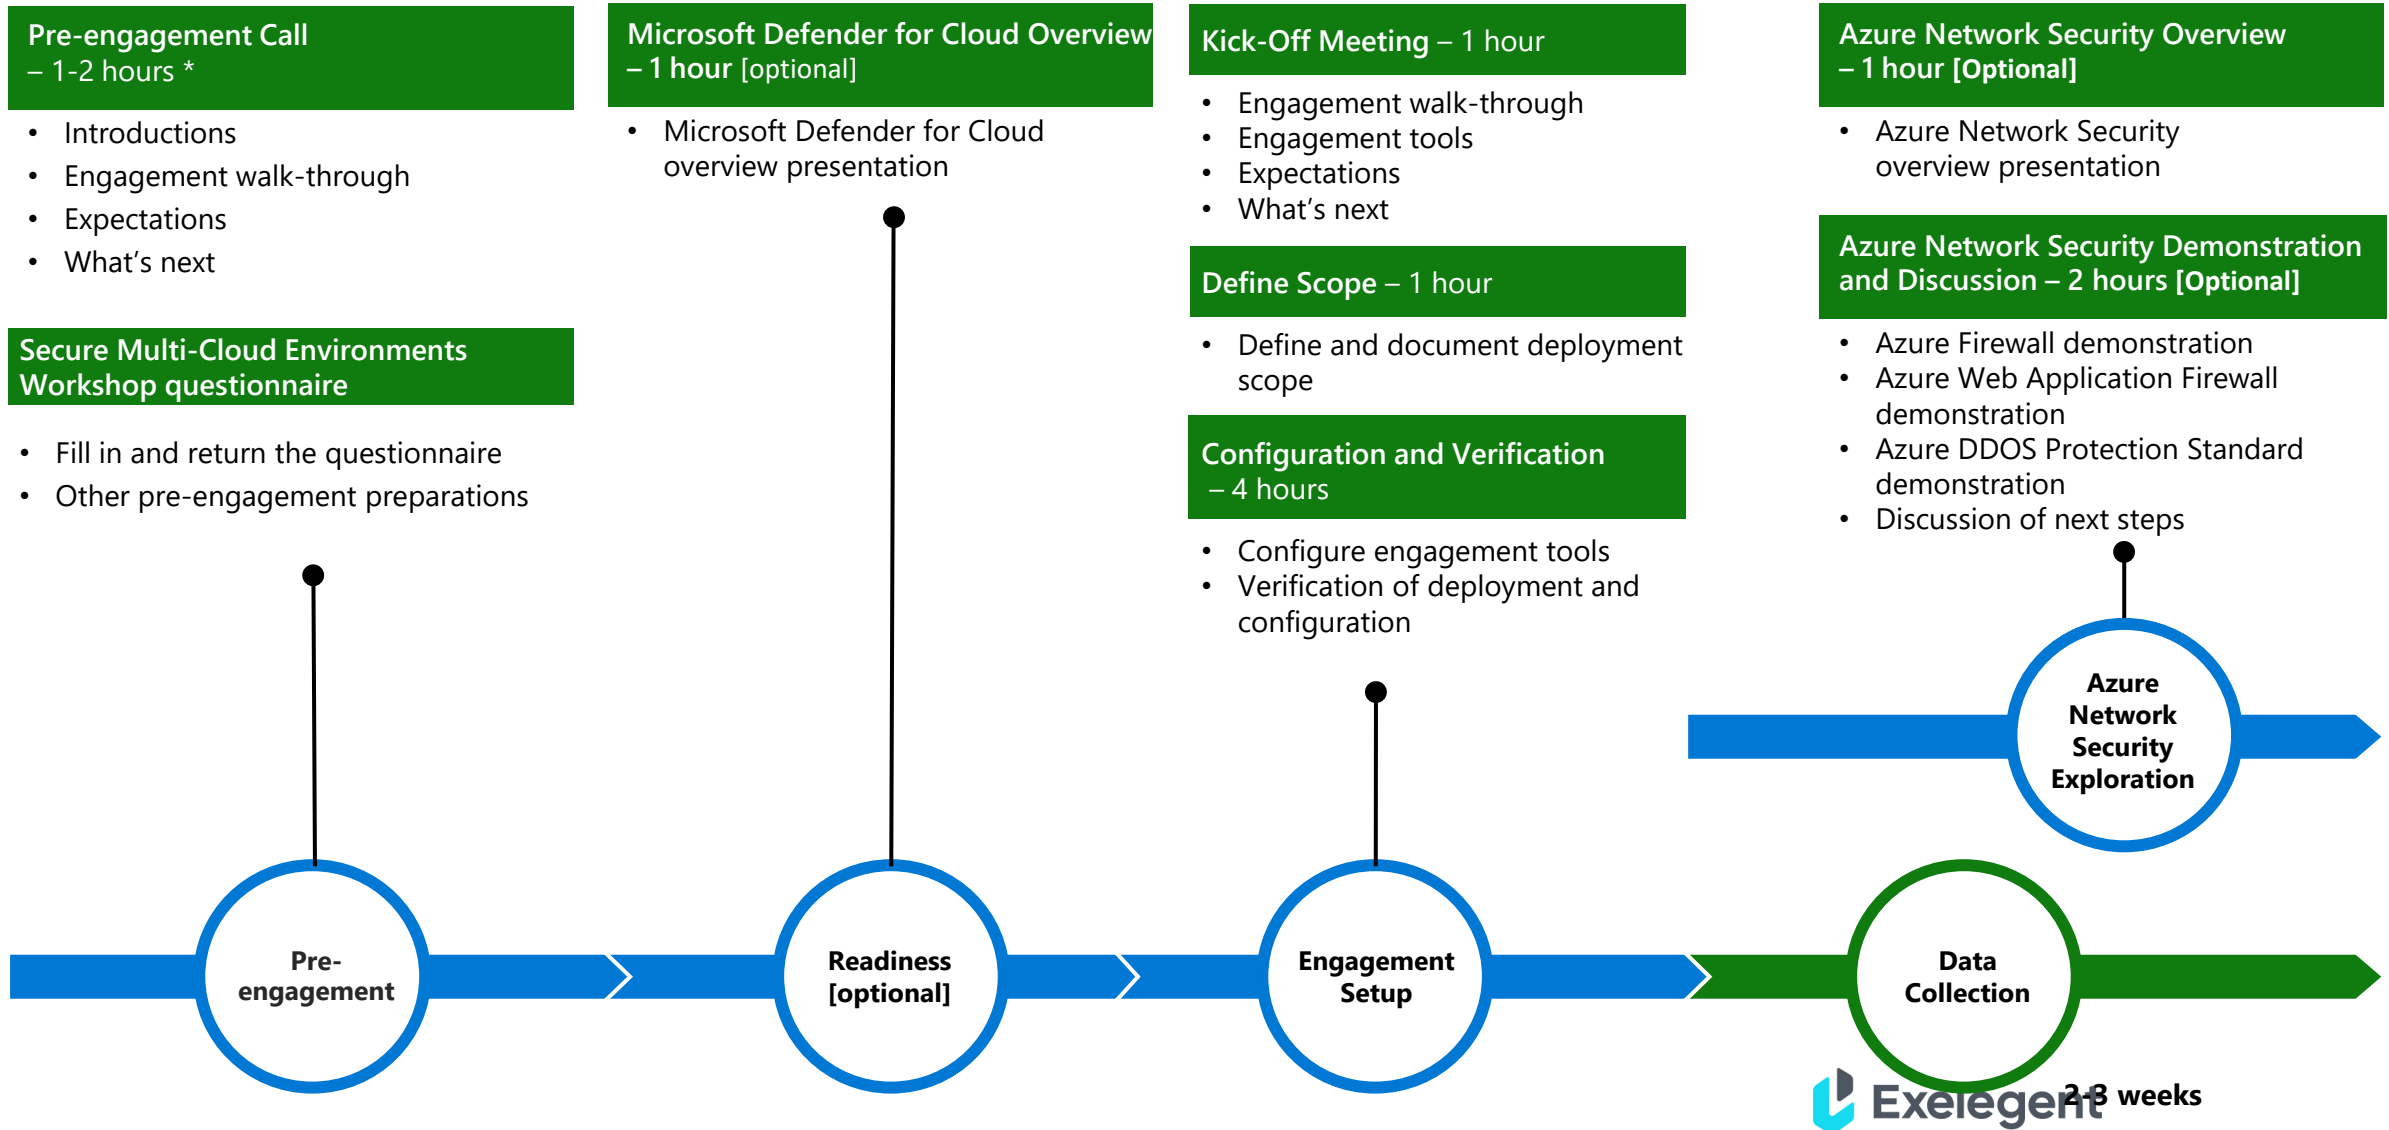 Pre-engagement Call
– 1-2 hours *
• Introductions
• Engagement walk-through
• Expectations
• What's next
Secure Multi-Cloud Environments
Workshop questionnaire
• Fill in and return the questionnaire
• Other pre-engagement preparations
Microsoft Defender for Cloud Overview
– 1 hour [optional]
• Microsoft Defender for Cloud
overview presentation
Kick-Off Meeting – 1 hour
• Engagement walk-through
• Engagement tools
• Expectations
• What's next
Define Scope – 1 hour
• Define and document deployment
scope
Configuration and Verification
– 4 hours
• Configure engagement tools
• Verification of deployment and
configuration
Azure Network Security Overview
– 1 hour [Optional]
• Azure Network Security
overview presentation
Azure Network Security Demonstration
and Discussion – 2 hours [Optional]
• Azure Firewall demonstration
• Azure Web Application Firewall
demonstration
• Azure DDOS Protection Standard
demonstration
• Discussion of next steps
Azure
Network
Security
Exploration
Pre-
engagement
Readiness
[optional]
Engagement
Setup
Data
Collection
2-3 weeks
Exelegent